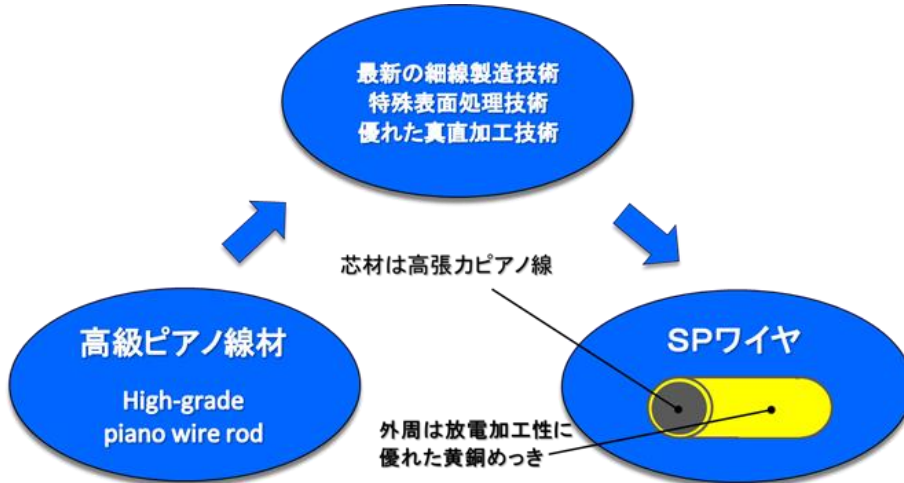 最新の細線製造技術
特殊表面処理技術
優れた真直加工技術
芯材は高張力ピアノ線
高級ピアノ線材
High-grade
piano wire rod
SPワイヤ
外周は放電加工性に
優れた黄銅めっき